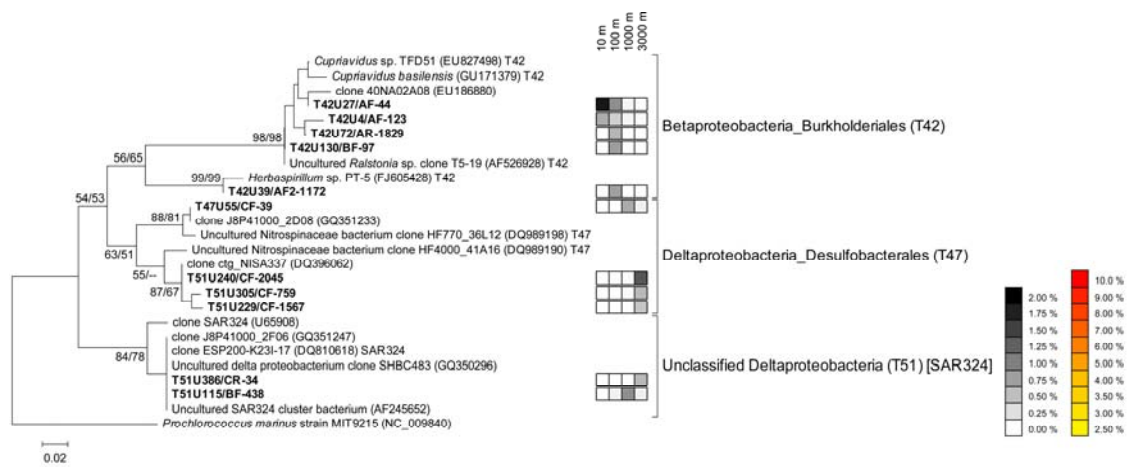 10 m
100 m
1000 m
3000 m
Cupriavidus sp. TFD51 (EU827498) T42
Cupriavidus basilensis (GU171379) T42
clone 40NA02A08 (EU186880)
T42U27/AF-44
T42U4/AF-123
T42U72/AR-1829
T42U130/BF-97
98/98
Uncultured Ralstonia sp. clone T5-19 (AF526928) T42
Betaproteobacteria_Burkholderiales (T42)
56/65
99/99
Herbaspirillum sp. PT-5 (FJ605428) T42
T42U39/AF2-1172
54/53
T47U55/CF-39
88/81
clone J8P41000_2D08 (GQ351233)
Uncultured Nitrospinaceae bacterium clone HF770_36L12 (DQ989198) T47
63/51
Uncultured Nitrospinaceae bacterium clone HF4000_41A16 (DQ989190) T47
Deltaproteobacteria_Desulfobacterales (T47)
clone ctg_NISA337 (DQ396062)
55/--
T51U240/CF-2045
87/67
T51U305/CF-759
T51U229/CF-1567
clone SAR324 (U65908)
clone J8P41000_2F06 (GQ351247)
84/78
clone ESP200-K23I-17 (DQ810618) SAR324
Uncultured delta proteobacterium clone SHBC483 (GQ350296)
Unclassified Deltaproteobacteria (T51) [SAR324]
T51U386/CR-34
T51U115/BF-438
Uncultured SAR324 cluster bacterium (AF245652)
Prochlorococcus marinus strain MIT9215 (NC_009840)
0.02
2.00 %
1.75 %
1.50 %
1.25 %
1.00 %
0.75 %
0.50 %
0.25 %
0.00 %
10.0 %
9.00 %
8.00 %
7.00 %
6.00 %
5.00 %
4.00 %
3.50 %
3.00 %
2.50 %